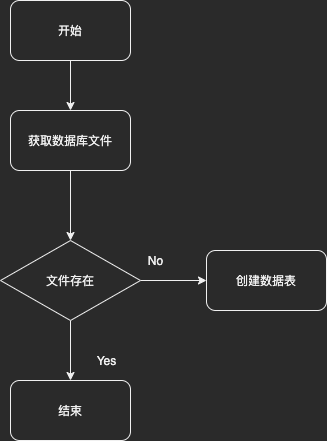 开始
获取数据库文件
文件存在
No
创建数据表
Yes
结束